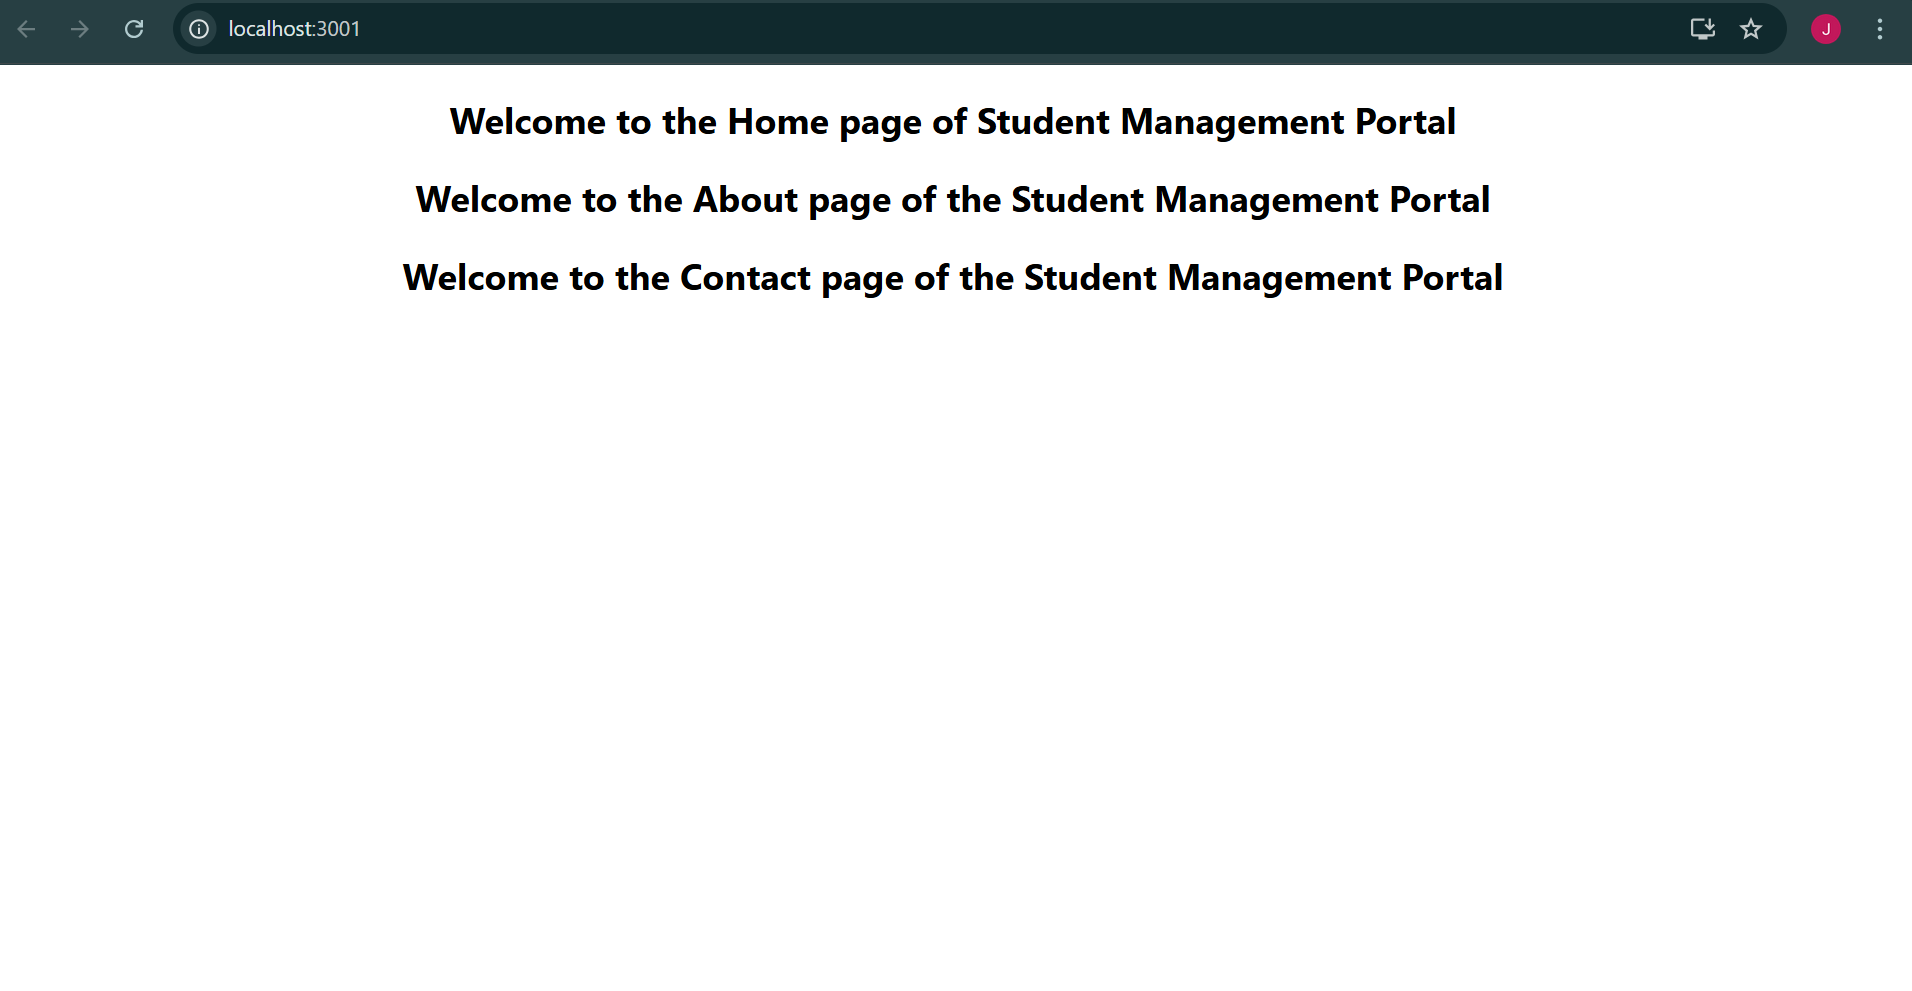 localhost:3001
J
Welcome to the Home page of Student Management Portal
Welcome to the About page of the Student Management Portal
Welcome to the Contact page of the Student Management Portal